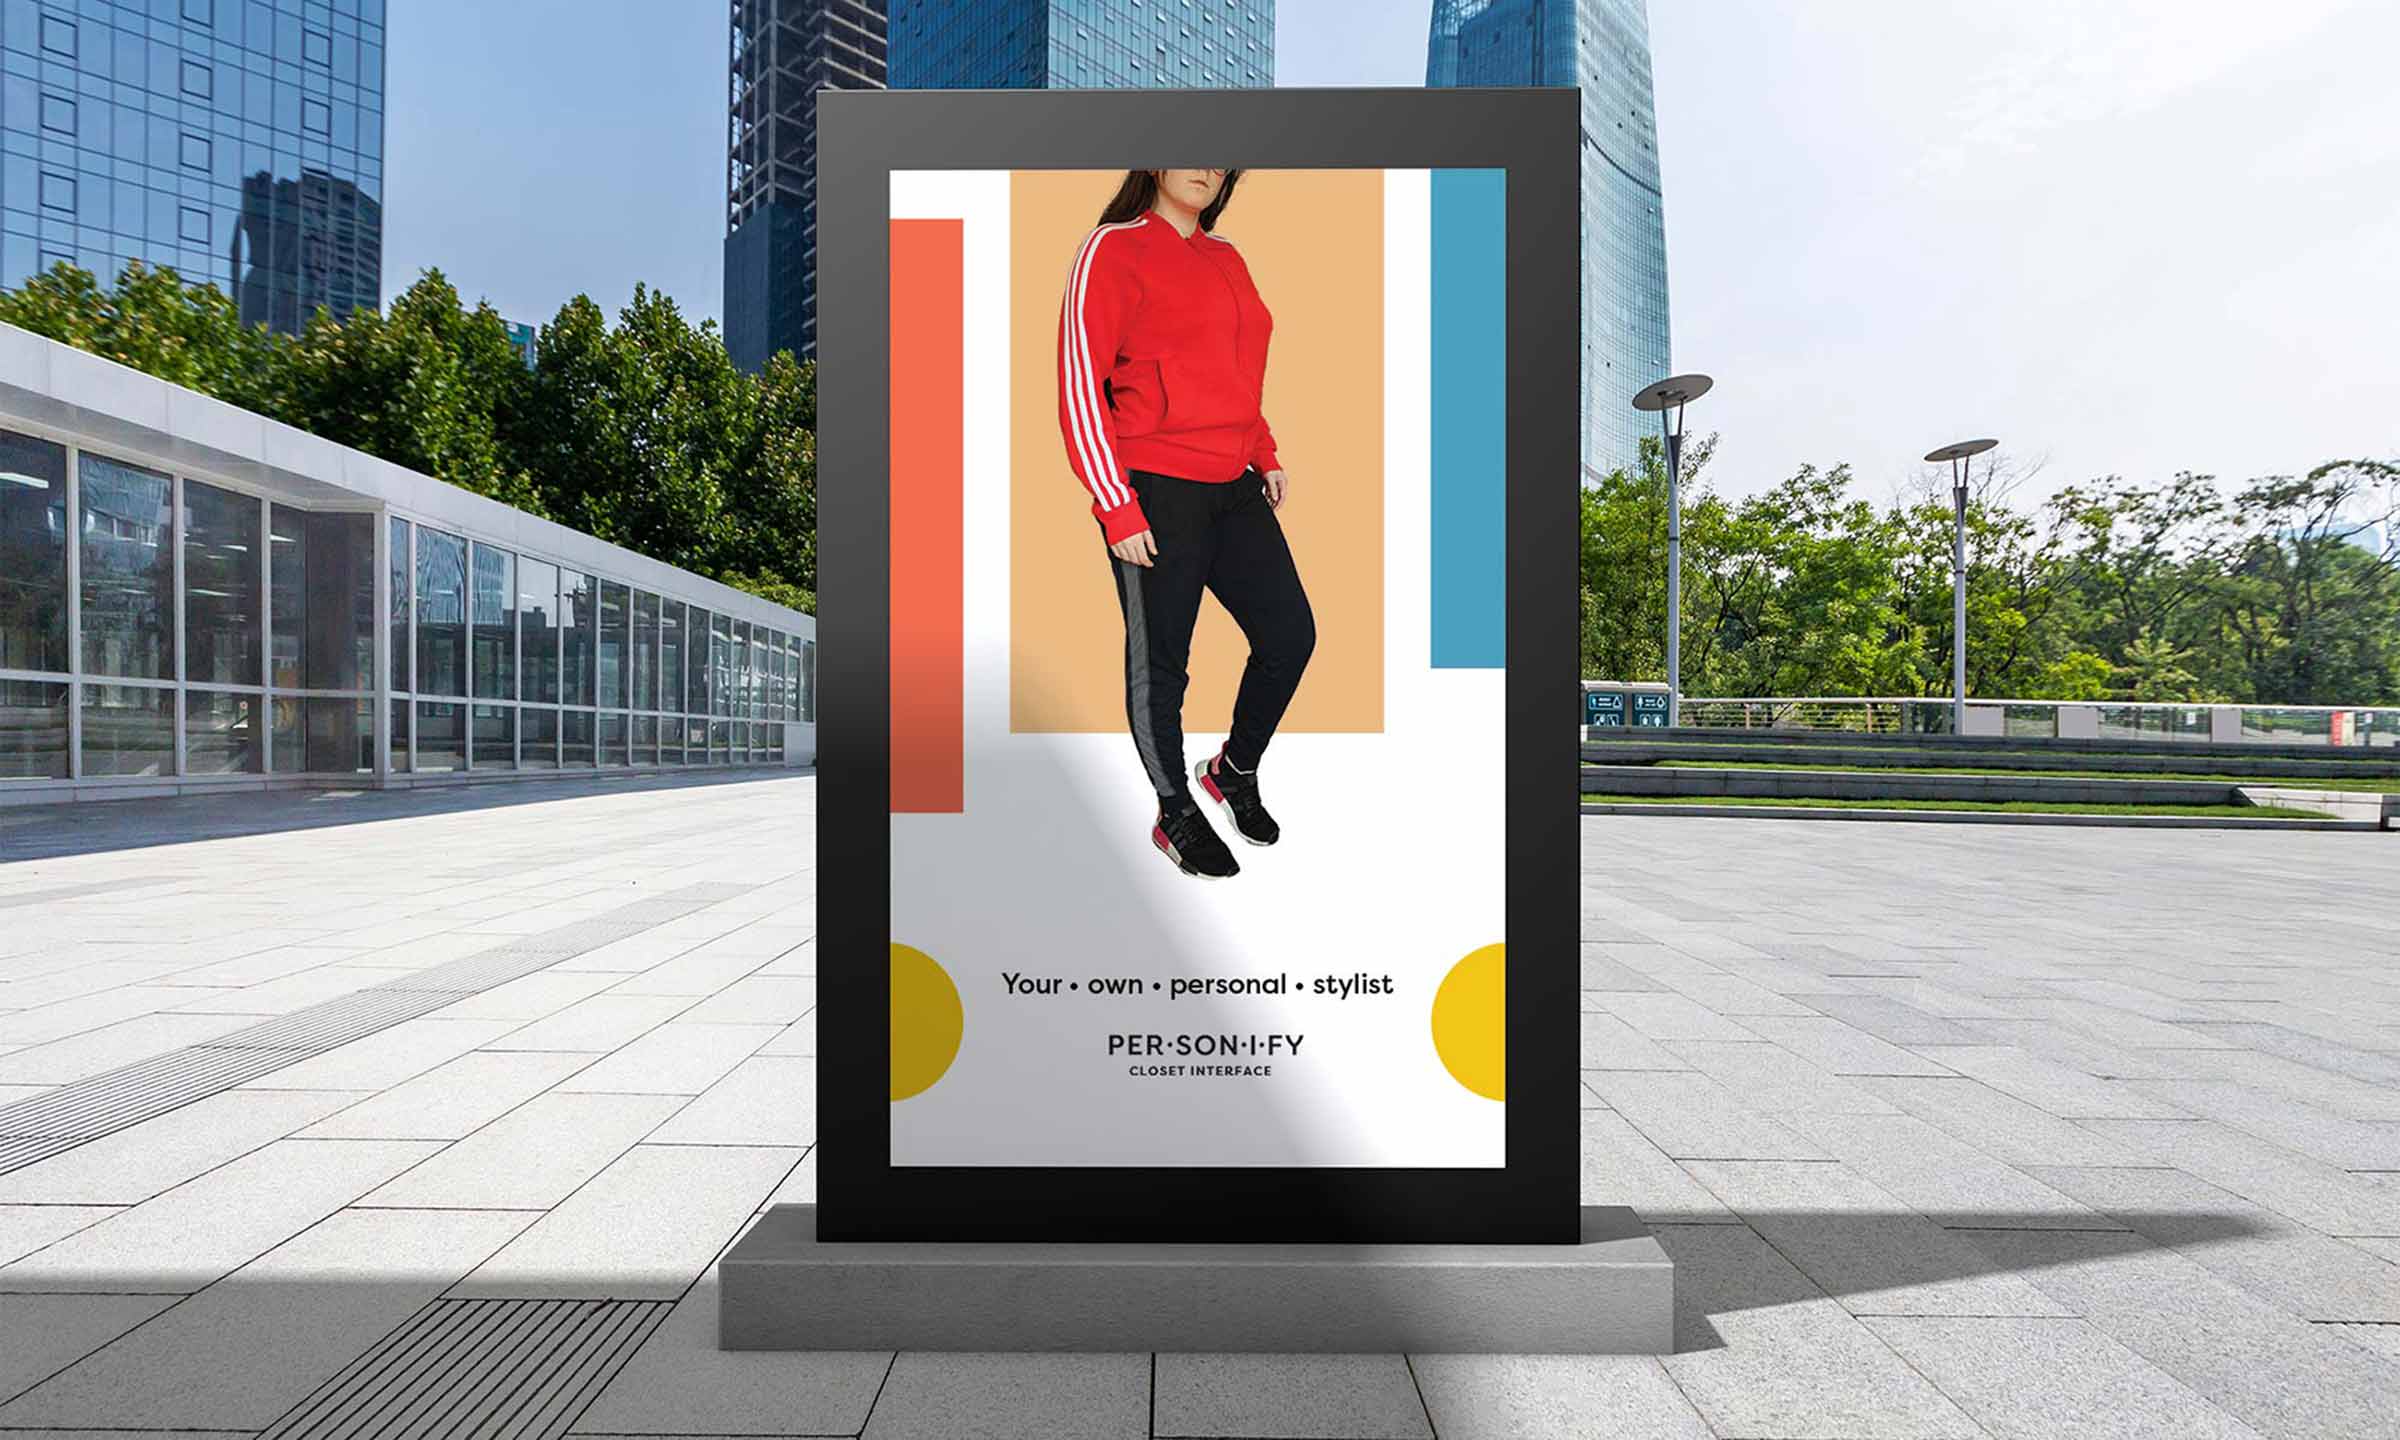 Your • own • personal • stylist
PER·SON·I·FY
CLOSET INTERFACE